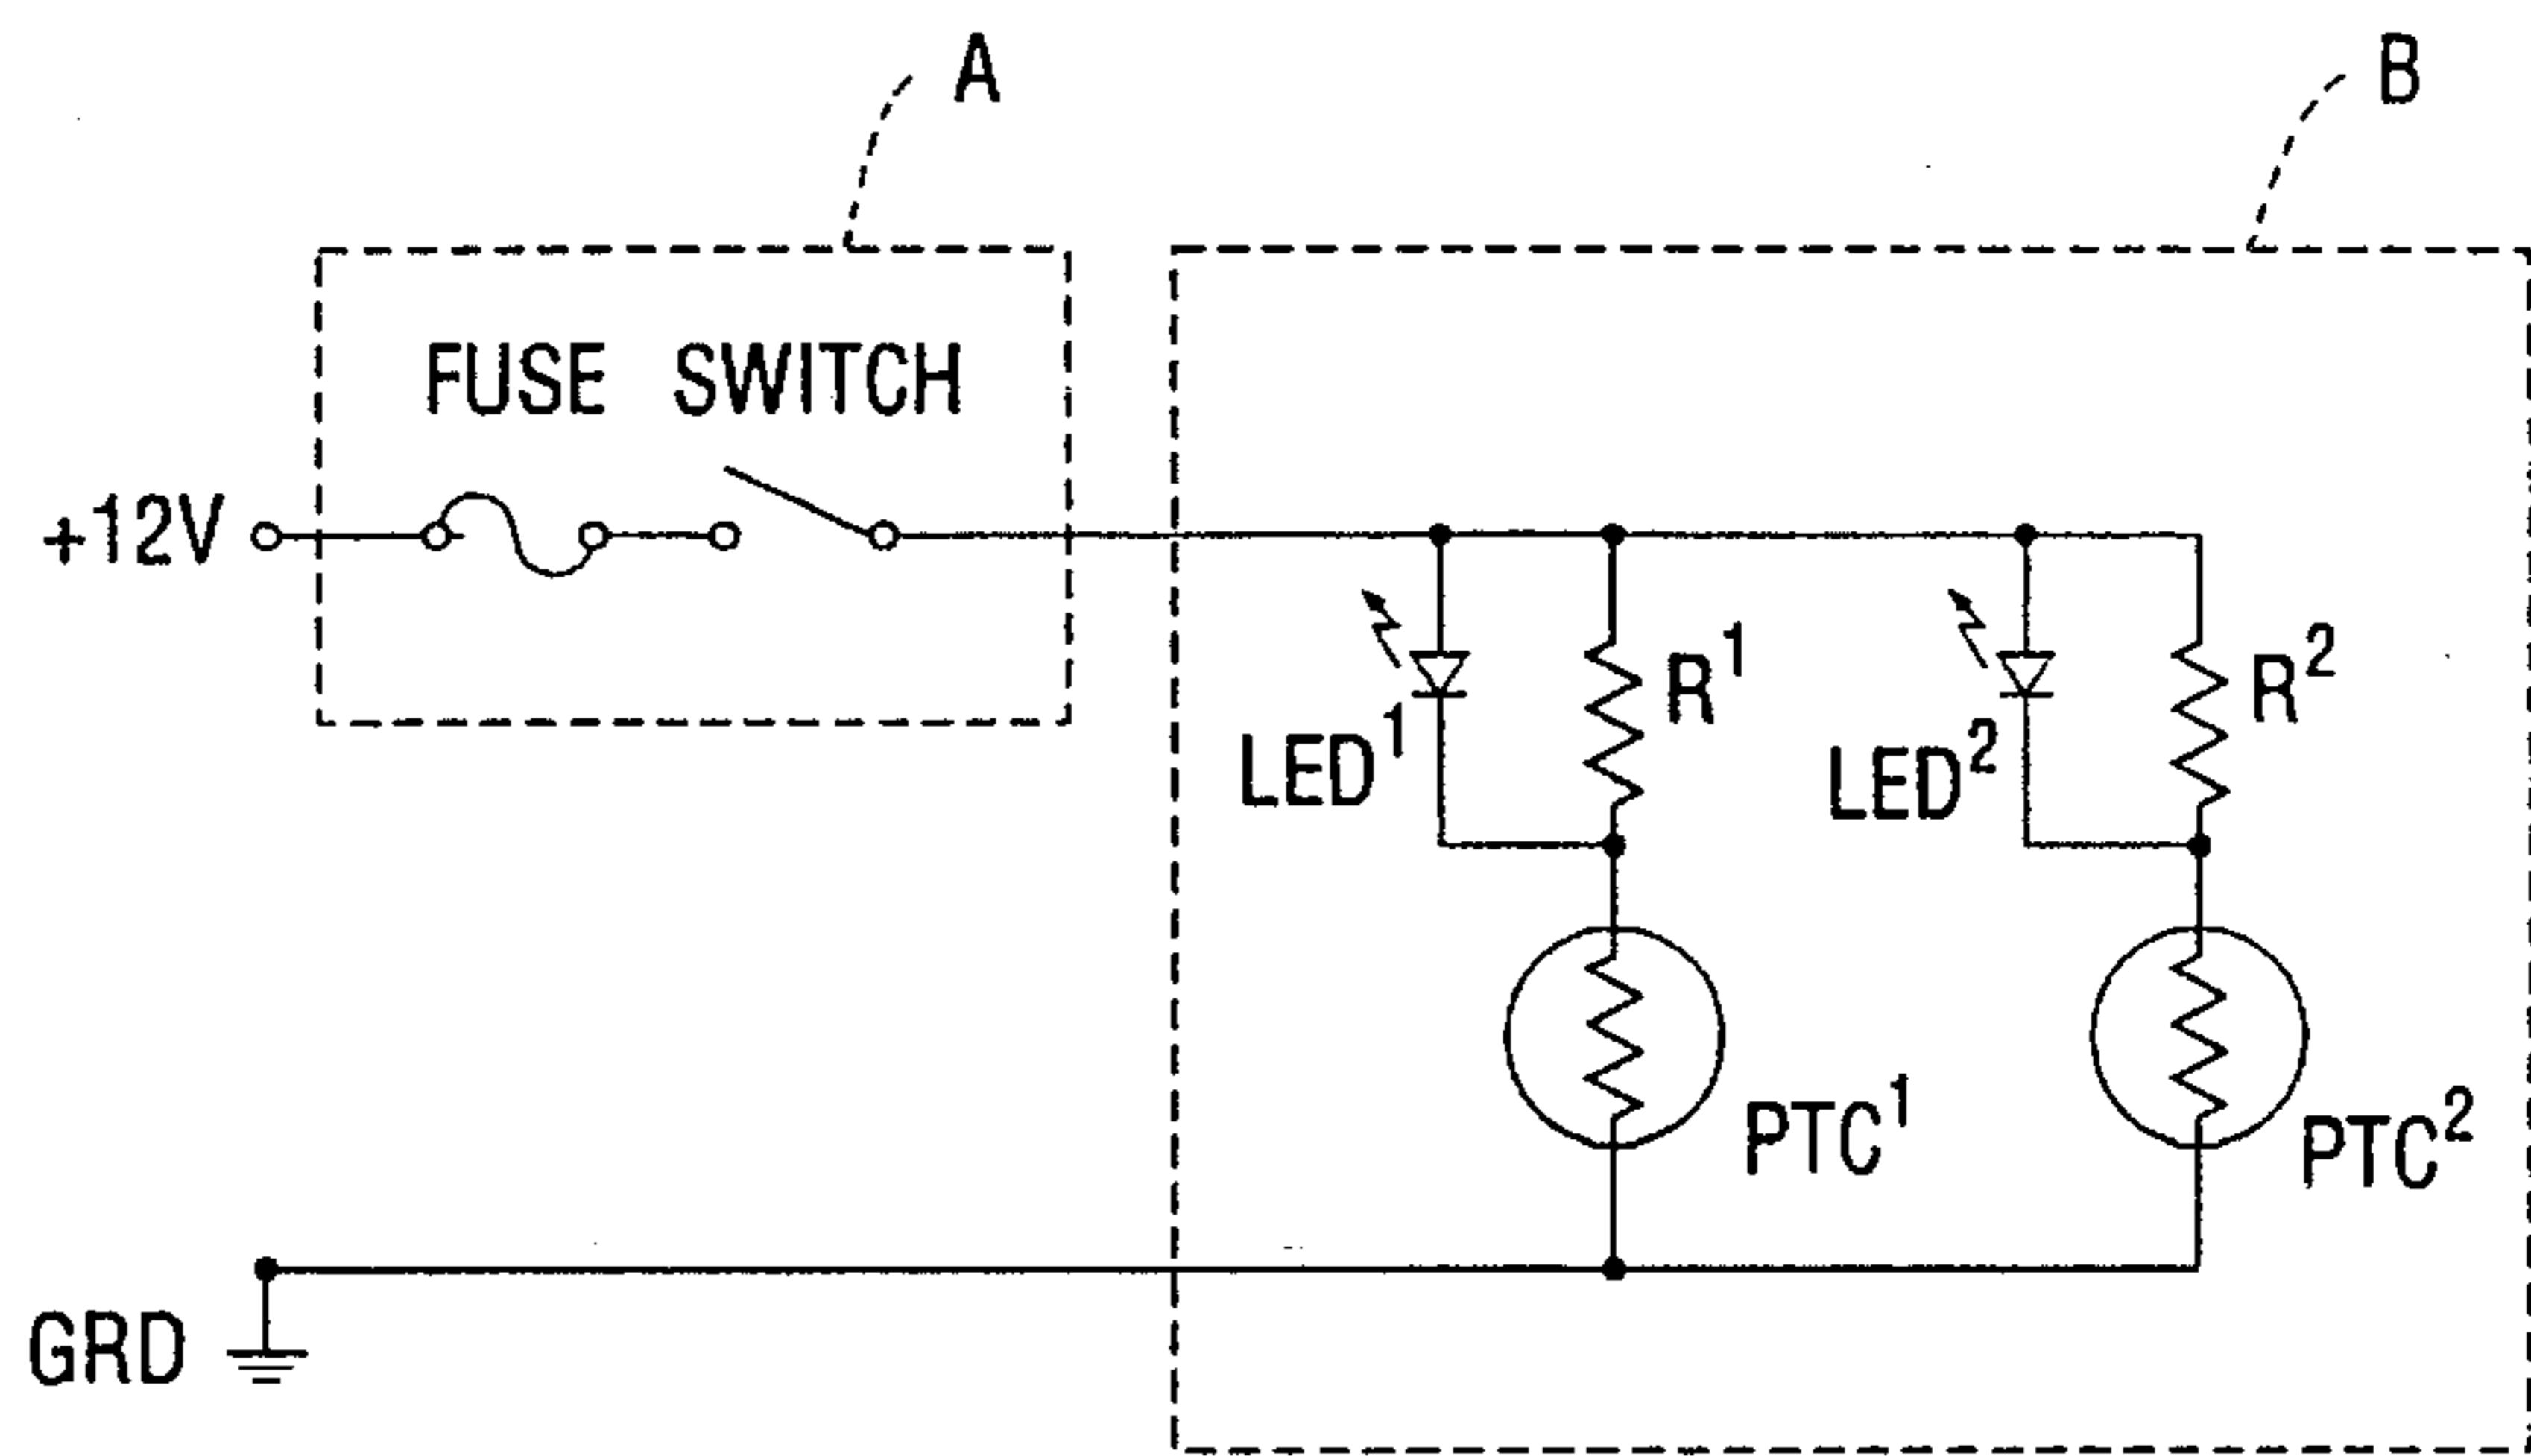 A
B
FUSE SWITCH
+12V
R¹
R²
LED¹
LED²
PTC¹
PTC²
GRD